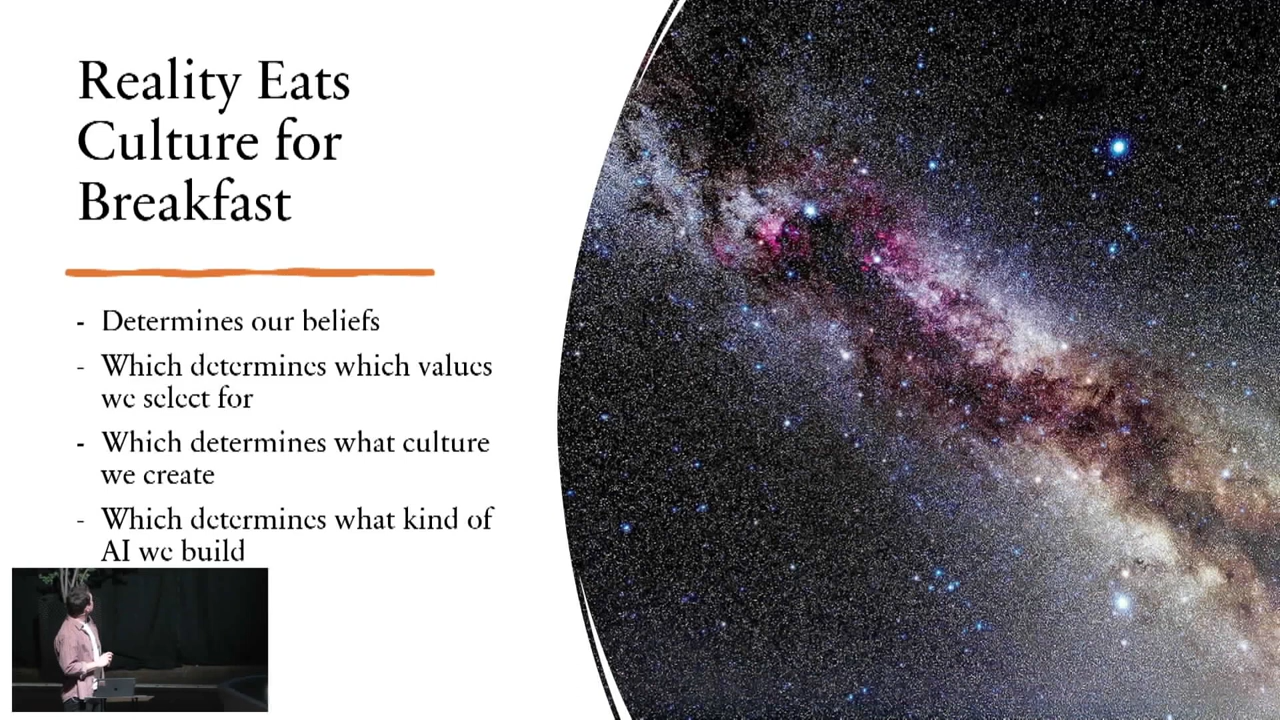 Reality Eats
Culture for
Breakfast
- Determines our beliefs
- Which determines which values
we select for
- Which determines what culture
we create
- Which determines what kind of
AI we build